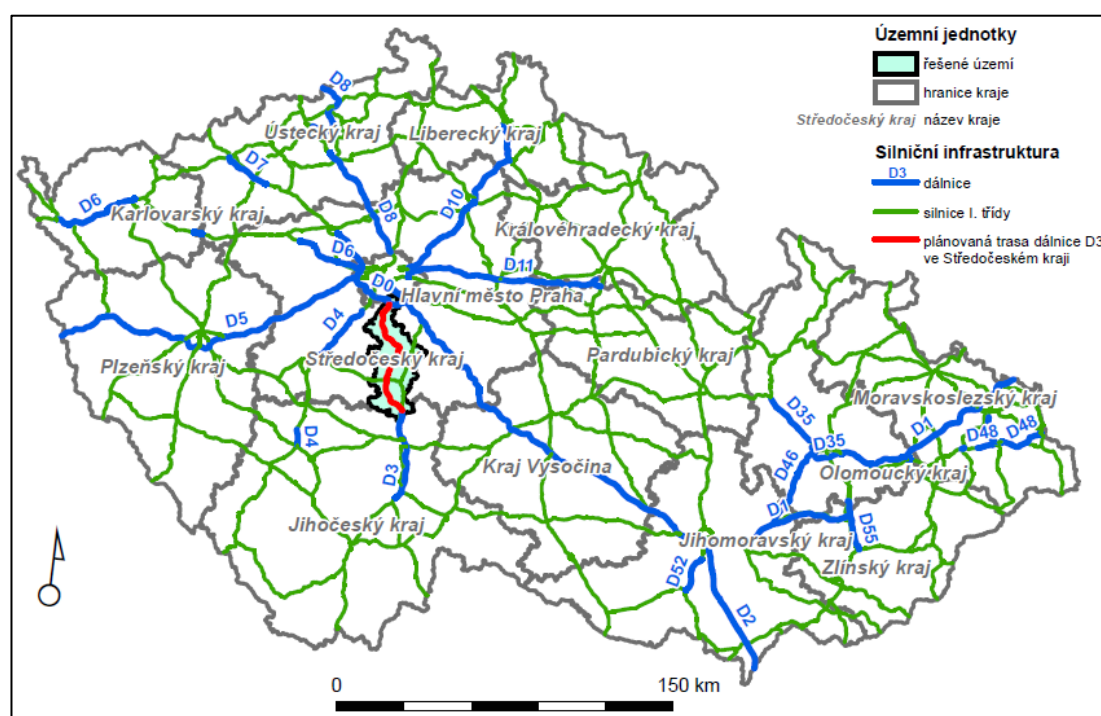 Územní jednotky
řešené území
hranice kraje
Středočeský kraj název kraje
Silniční infrastruktura
D3
dálnice
silnice I. třídy
plánovaná trasa dálnice D3
ve Středočeském kraji
D8
Ústecký kraj
Liberecký kraj
D7
D6
Karlovarský kraj
D8
D10
Královéhradecký kraj
D6
D11
D0
Hlavní město Praha
D5
D4
Plzeňský kraj
Středočeský kraj
Pardubický kraj
Moravskoslezský kraj
D35
D1
D48
D48
D4
D35
D3
Kraj Vysočina
D46
Olomoucký kraj
D1
Jihočeský kraj
Jihomoravský kraj
D55
Zlínský kraj
D52
D2
0
150 km